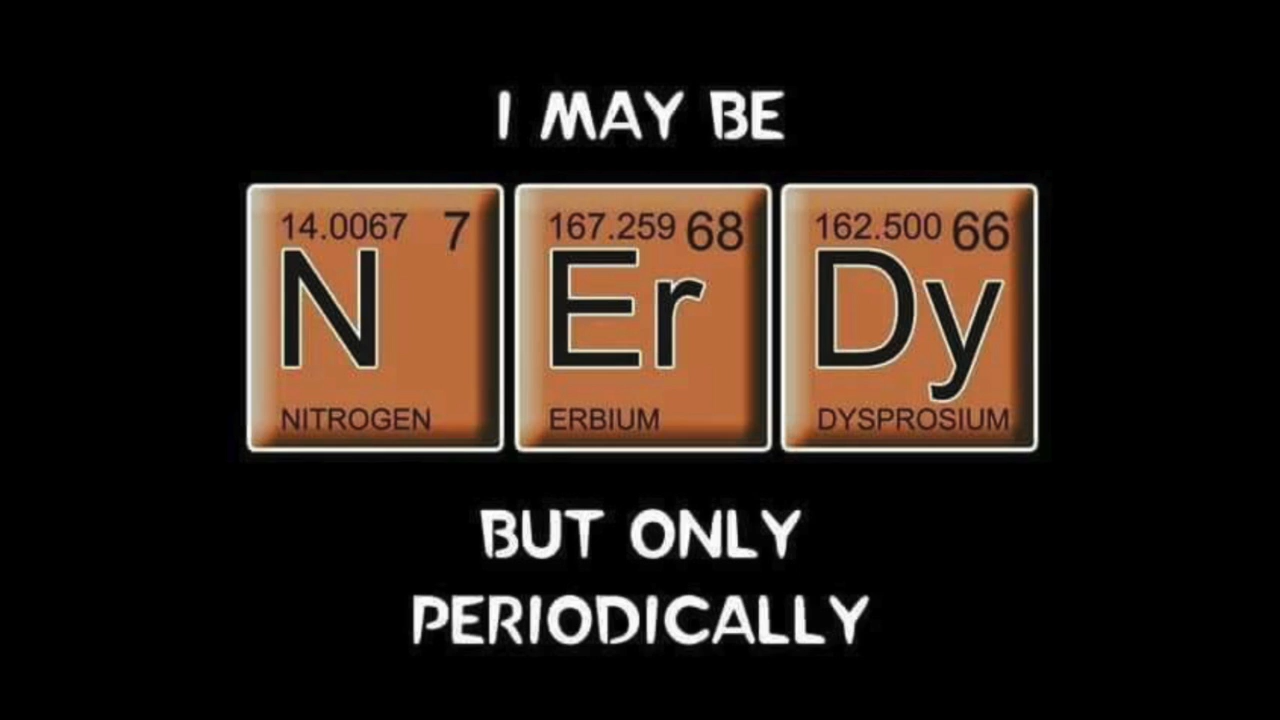 I MAY BE
14.0067 7 167.259 68 162.500 66
N Er Dy
NITROGEN ERBIUM DYSPROSIUM
BUT ONLY
PERIODICALLY